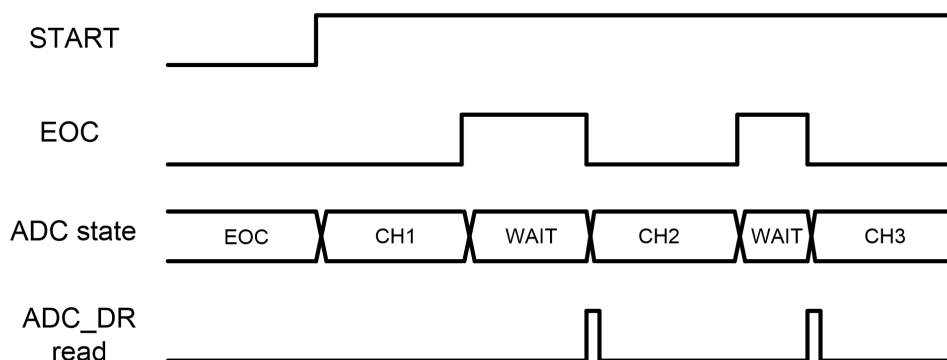 START
EOC
ADC state
EOC CH1 WAIT CH2 WAIT CH3
ADC_DR
read